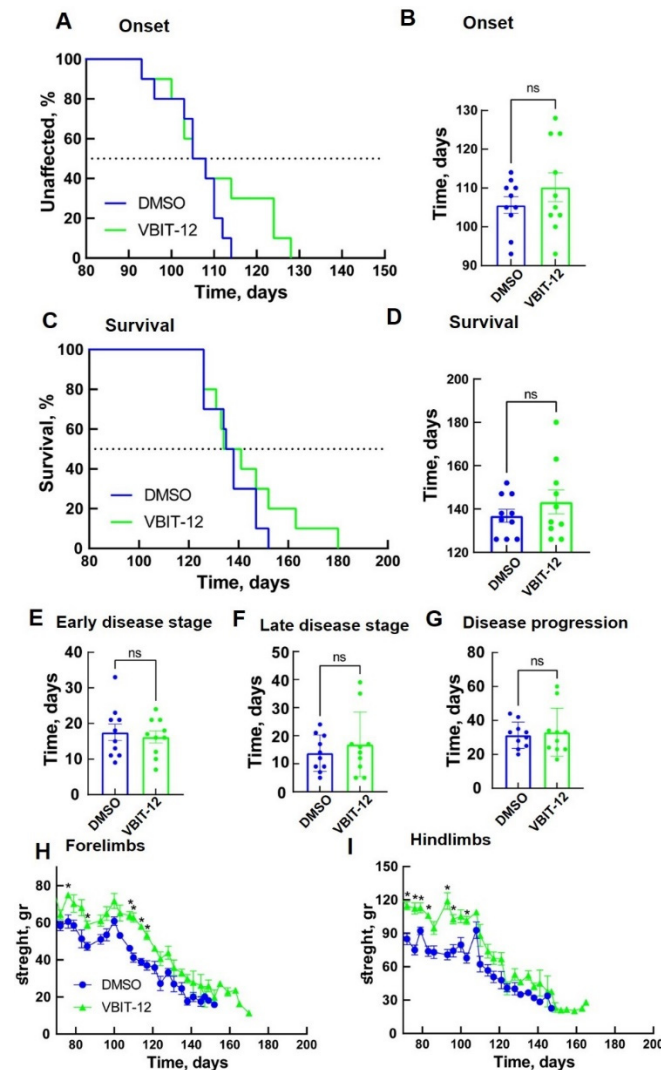 A Onset
Unaffected, %
100
80
60
40
20
0
DMSO
VBIT-12
80 90 100 110 120 130 140 150
Time, days
B Onset
ns
Time, days
130
120
110
100
90
DMSO VBIT-12
C Survival
Survival, %
100
80
60
40
20
0
DMSO
VBIT-12
80 100 120 140 160 180 200
Time, days
D Survival
ns
Time, days
200
180
160
140
120
DMSO VBIT-12
E Early disease stage
ns
Time, days
40
30
20
10
0
DMSO VBIT-12
F Late disease stage
ns
Time, days
50
40
30
20
10
0
DMSO VBIT-12
G Disease progression
ns
Time, days
80
60
40
20
0
DMSO VBIT-12
H Forelimbs
streght, gr
80
60
40
20
0
* * * * * *
DMSO
VBIT-12
80 100 120 140 160 180 200
Time, days
I Hindlimbs
streght, gr
150
120
90
60
30
* * * * * * *
DMSO
VBIT-12
80 100 120 140 160 180 200
Time, days